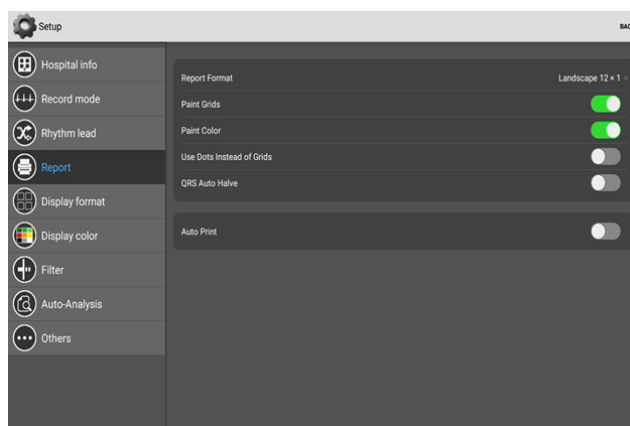 Setup
Hospital info
Record mode
Rhythm lead
Report
Display format
Display color
Filter
Auto-Analysis
Others
Report Format Landscape 12 × 1 >
Paint Grids
Paint Color
Use Dots Instead of Grids
QRS Auto Halve
Auto Print